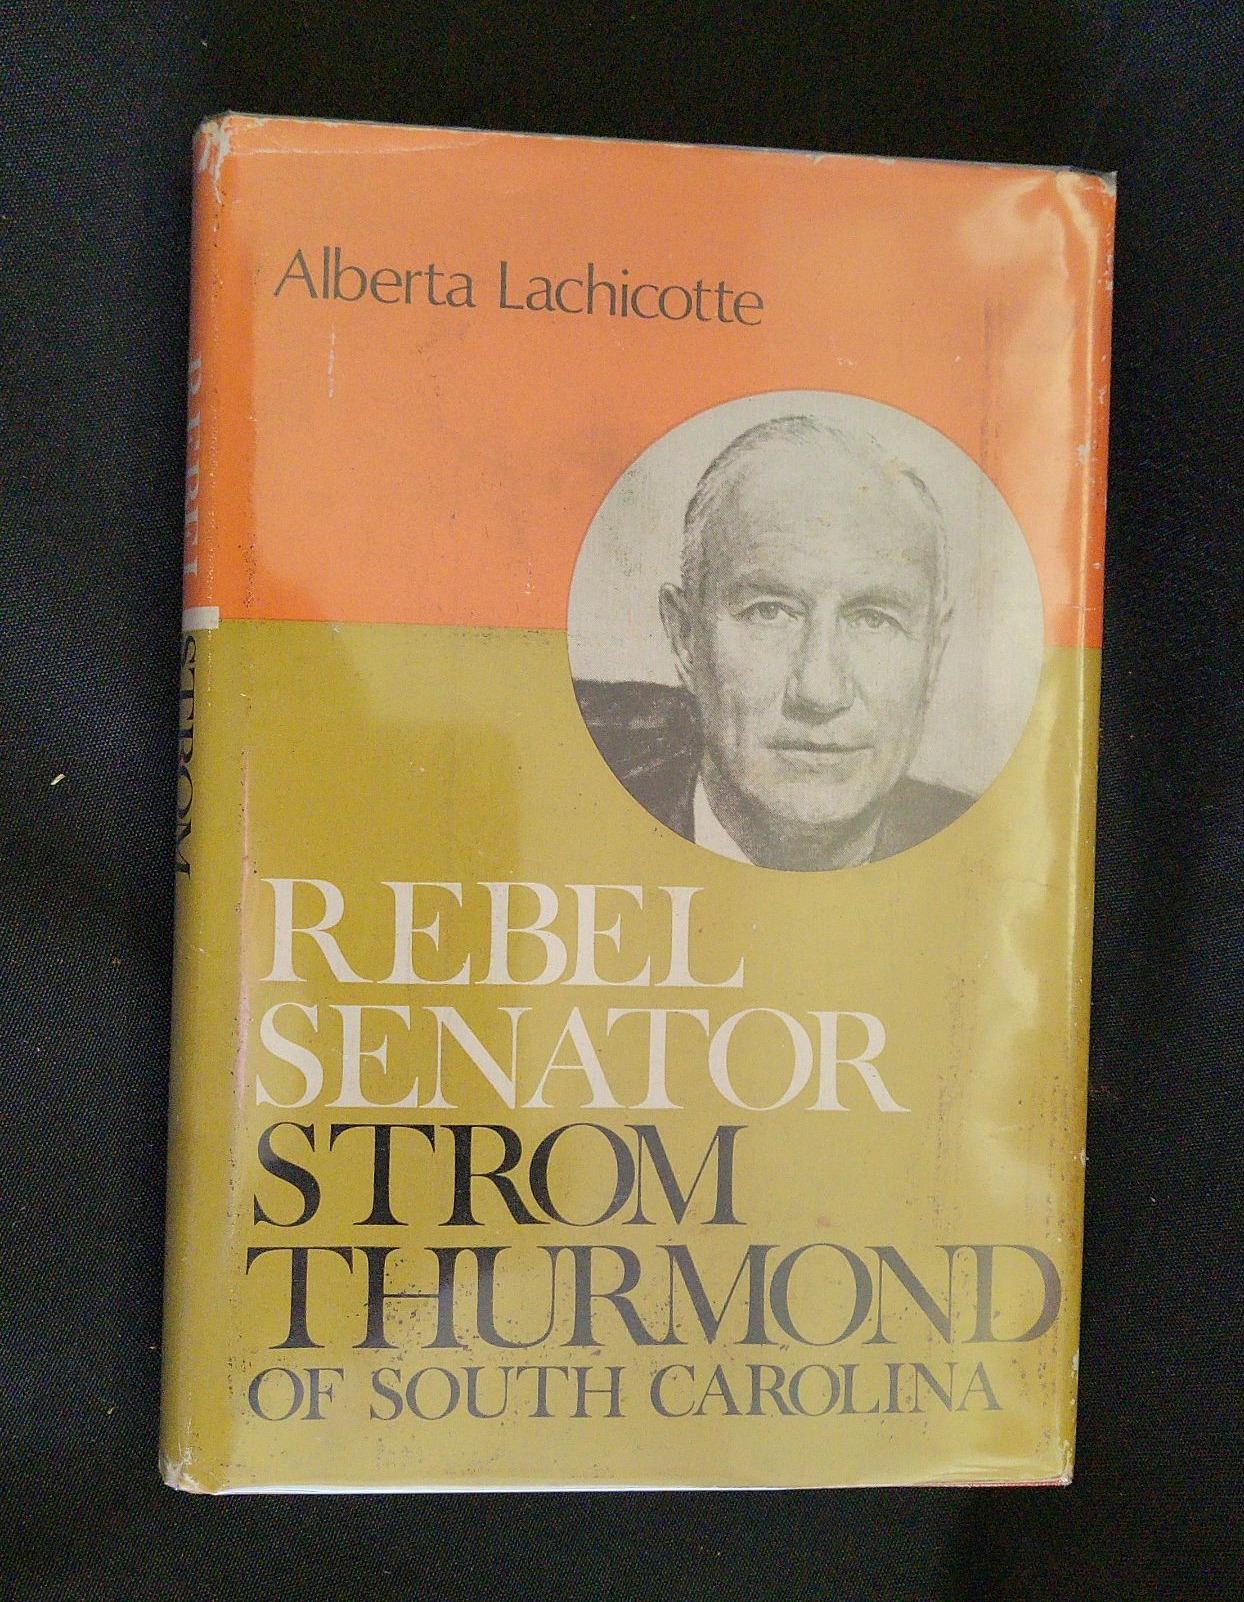 Alberta Lachicotte
REBEL
SENATOR
STROM
THURMOND
OF SOUTH CAROLINA
REBEL STROM